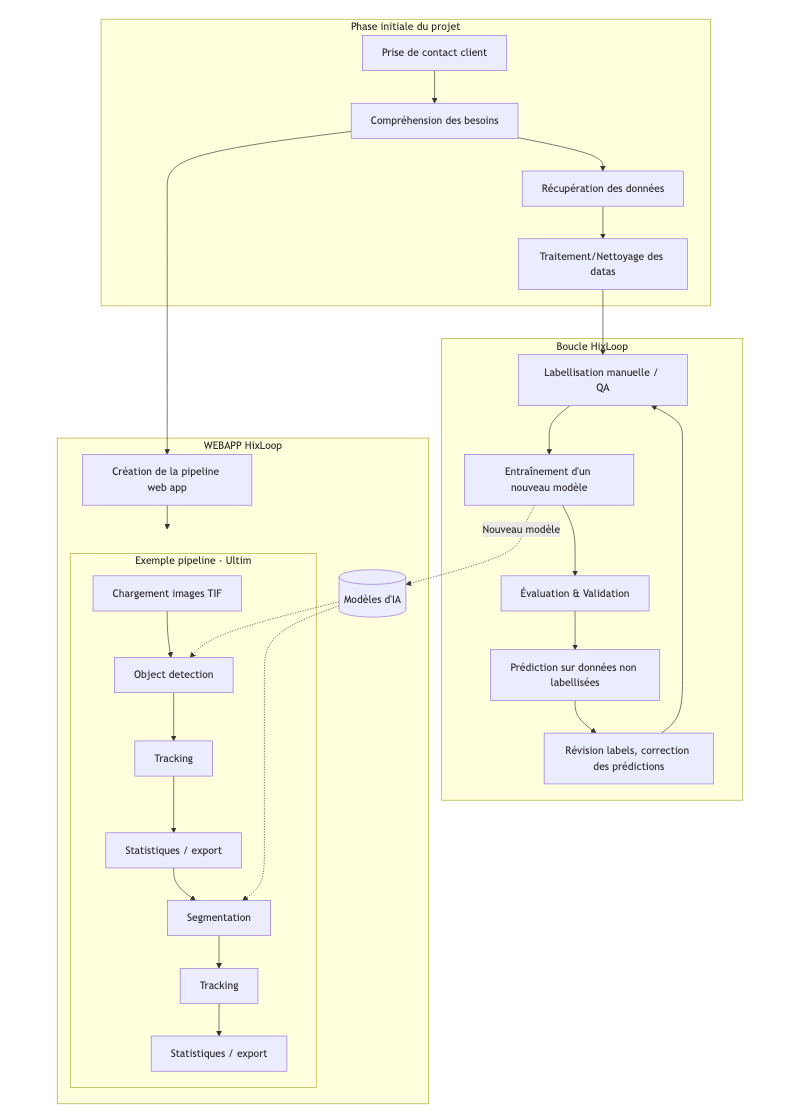 Phase initiale du projet
Prise de contact client
Compréhension des besoins
Récupération des données
Traitement/Nettoyage des
datas
Boucle HixLoop
Labellisation manuelle /
QA
Entraînement d'un
nouveau modèle
Nouveau modèle
Évaluation & Validation
Prédiction sur données non
labellisées
Révision labels, correction
des prédictions
WEBAPP HixLoop
Création de la pipeline
web app
Exemple pipeline - Ultim
Chargement images TIF
Modèles d'IA
Object detection
Tracking
Statistiques / export
Segmentation
Tracking
Statistiques / export